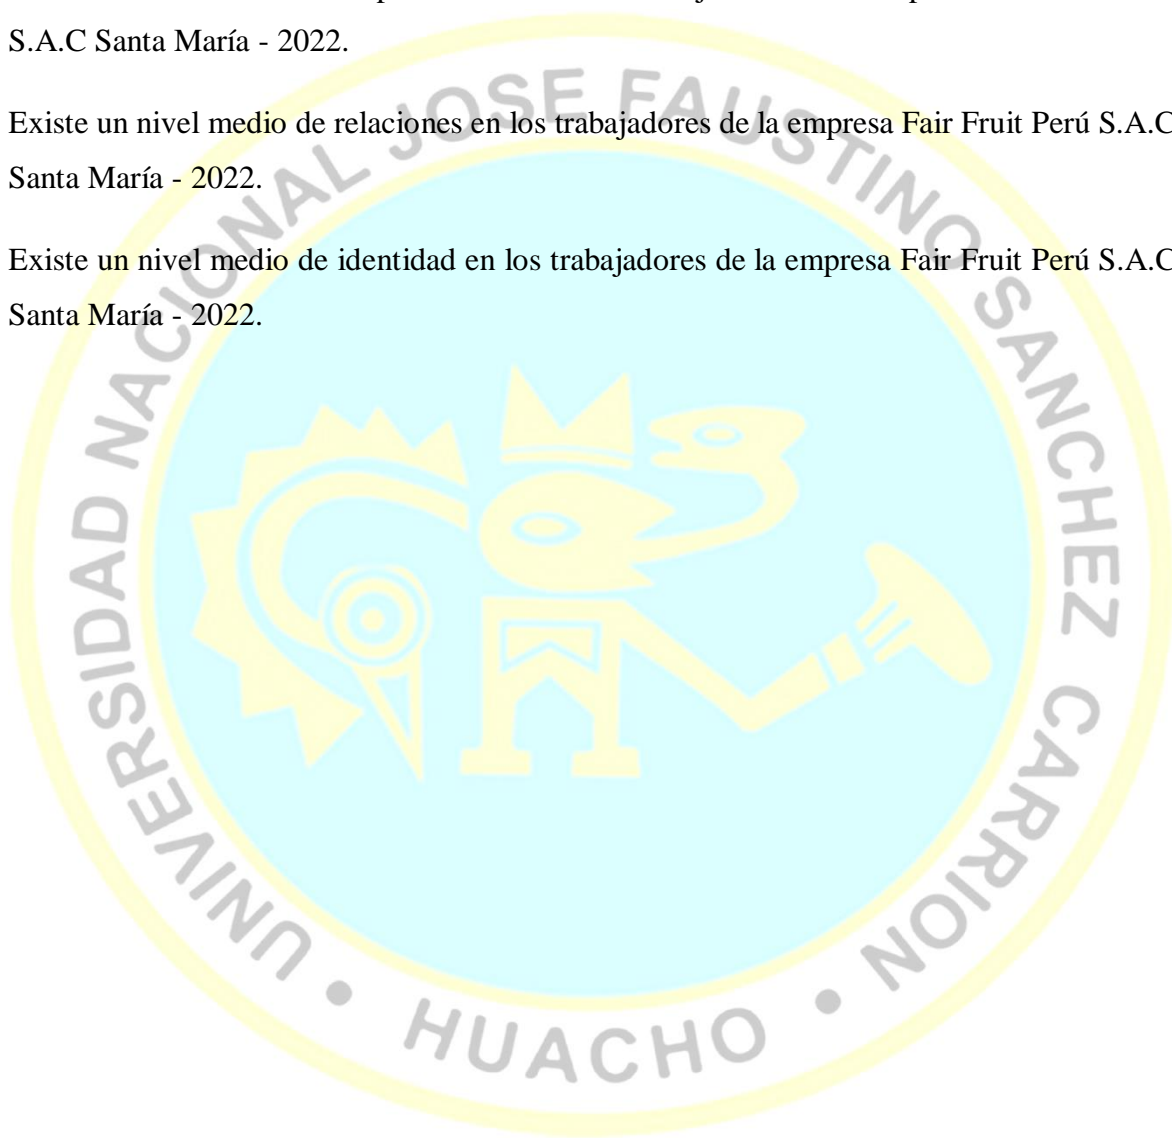 S.A.C Santa María - 2022.
Existe un nivel medio de relaciones en los trabajadores de la empresa Fair Fruit Perú S.A.C
Santa María - 2022.
Existe un nivel medio de identidad en los trabajadores de la empresa Fair Fruit Perú S.A.C
Santa María - 2022.
UNIVERSIDAD NACIONAL JOSE FAUSTINO SANCHEZ CARRION • HUACHO •